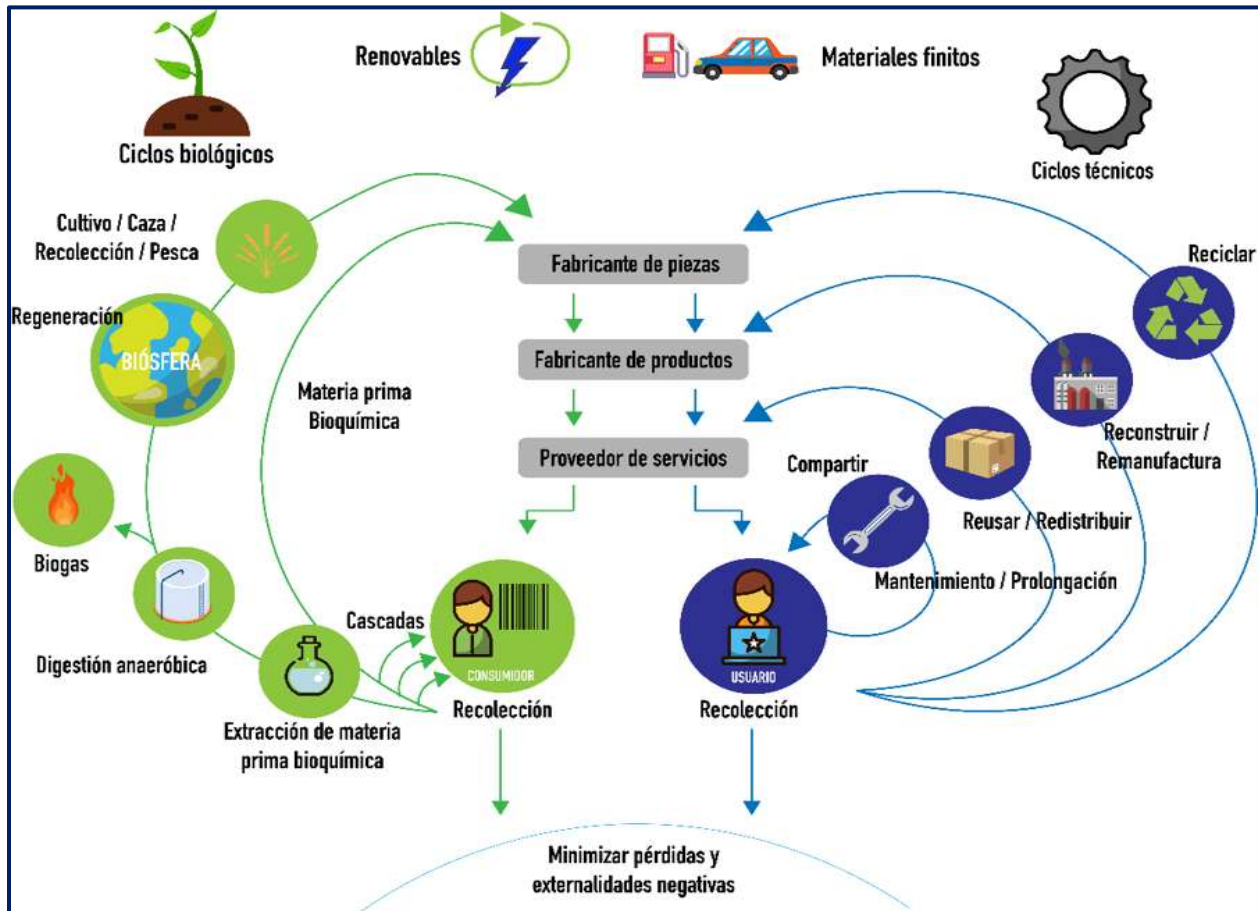 Renovables
Materiales finitos
Ciclos biológicos
Ciclos técnicos
Cultivo / Caza /
Recolección / Pesca
Regeneración
BIÓSFERA
Fabricante de piezas
Reciclar
Fabricante de productos
Materia prima
Bioquímica
Reconstruir /
Remanufactura
Proveedor de servicios
Compartir
Reusar / Redistribuir
Biogas
Mantenimiento / Prolongación
Cascadas
Digestión anaeróbica
CONSUMIDOR
USUARIO
Recolección
Recolección
Extracción de materia
prima bioquímica
Minimizar pérdidas y
externalidades negativas